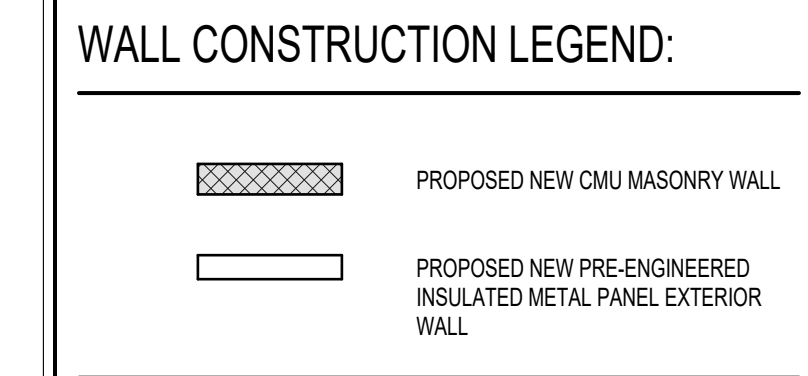 WALL CONSTRUCTION LEGEND:
PROPOSED NEW CMU MASONRY WALL
PROPOSED NEW PRE-ENGINEERED
INSULATED METAL PANEL EXTERIOR
WALL